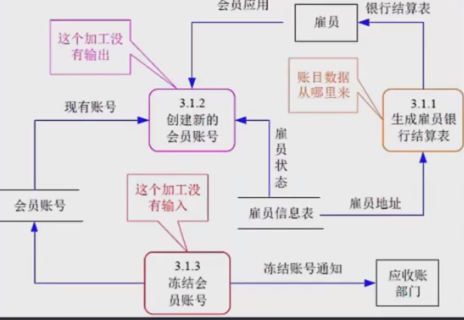 会员应用
雇员
银行结算表
这个加工没
有输出
账目数据
从哪里来
现有账号
3.1.2
创建新的
会员账号
3.1.1
生成雇员银
行结算表
雇
员
状
态
这个加工没
有输入
会员账号
雇员信息表
雇员地址
3.1.3
冻结会
员账号
冻结账号通知
应收账
部门